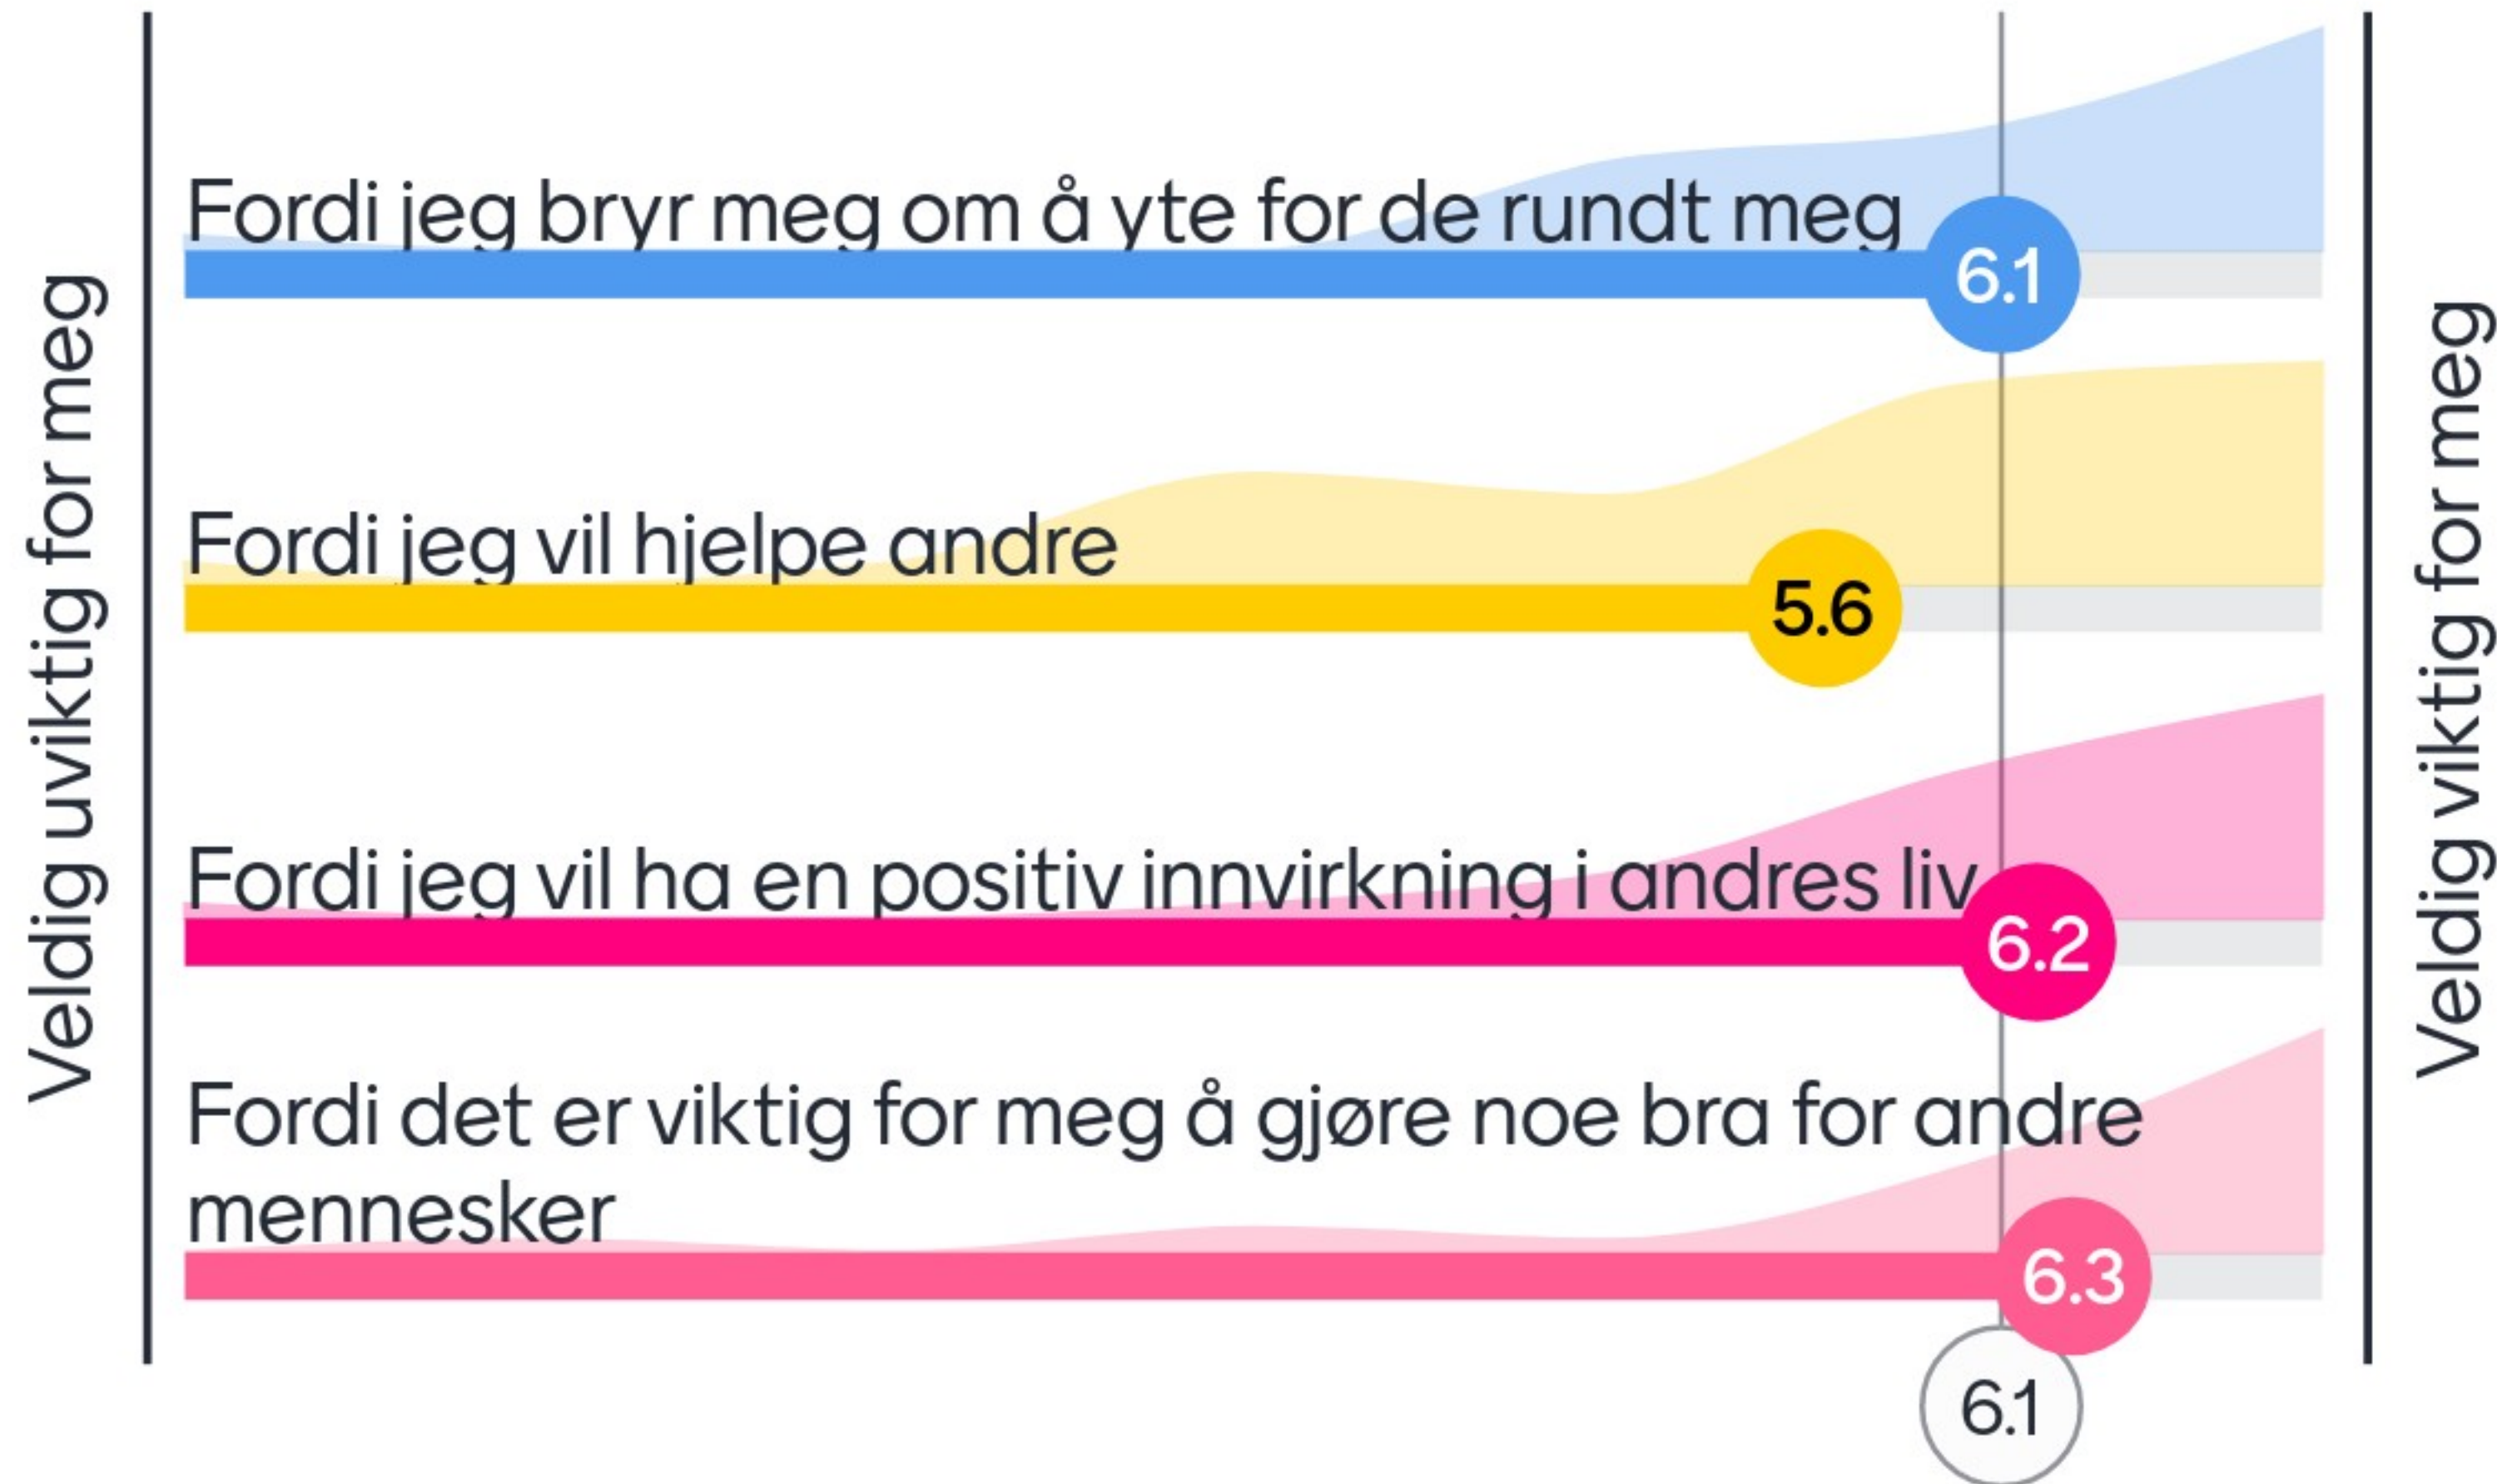 Veldig uviktig for meg
Fordi jeg bryr meg om å yte for de rundt meg
6.1
Fordi jeg vil hjelpe andre
5.6
Fordi jeg vil ha en positiv innvirkning i andres liv
6.2
Fordi det er viktig for meg å gjøre noe bra for andre
mennesker
6.3
6.1
Veldig viktig for meg